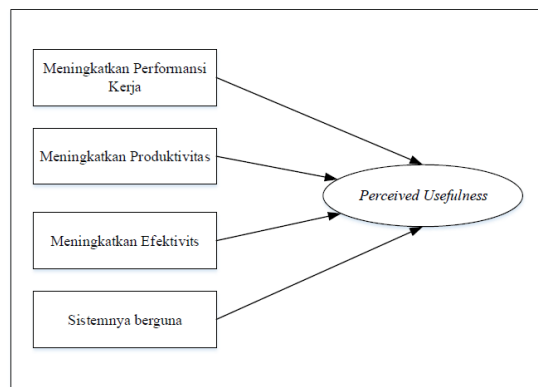 Meningkatkan Performansi
Kerja
Meningkatkan Produktivitas
Perceived Usefulness
Meningkatkan Efektivits
Sistemnya berguna